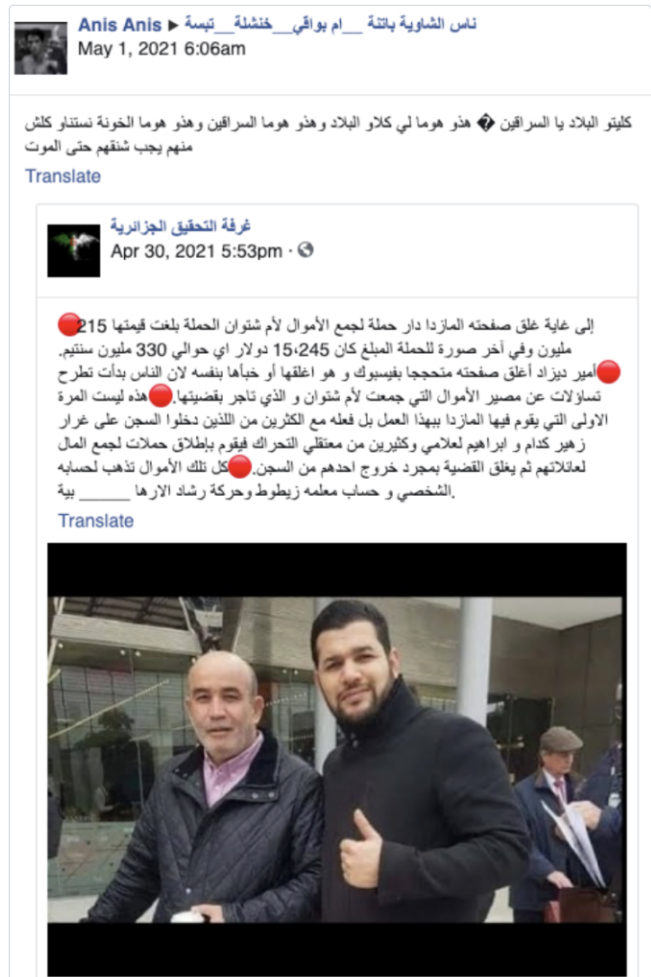 Anis Anis ▸ ناس الشاوية باتنة __ام بواقي__خنشلة__تبسة
May 1, 2021 6:06am
كليتو البلاد يا السراقين � هذو هوما لي كلاو البلاد وهذو هوما السراقين وهذو هوما الخونة نستناو كلش
منهم يجب شنقهم حتى الموت
Translate
غرفة التحقيق الجزائرية
Apr 30, 2021 5:53pm ·
إلى غاية غلق صفحته المازدا دار حملة لجمع الأموال لأم شتوان الحملة بلغت قيمتها 215🔴
مليون وفي آخر صورة للحملة المبلغ كان 15،245 دولار اي حوالي 330 مليون سنتيم.
🔴أمير ديزاد أغلق صفحته متحججا بفيسبوك و هو اغلقها أو خبأها بنفسه لان الناس بدأت تطرح
تساؤلات عن مصير الأموال التي جمعت لأم شتوان و الذي تاجر بقضيتها.🔴هذه ليست المرة
الاولى التي يقوم فيها المازدا ببهذا العمل بل فعله مع الكثرين من اللذين دخلوا السجن على غرار
زهير كدام و ابراهيم لعلامي وكثيرين من معتقلي التحراك فيقوم بإطلاق حملات لجمع المال
لعانلاتهم ثم يغلق القضية بمجرد خروج احدهم من السجن.🔴كل تلك الأموال تذهب لحسابه
الشخصي و حساب معلمه زيطوط وحركة رشاد الارها _____ بية.
Translate